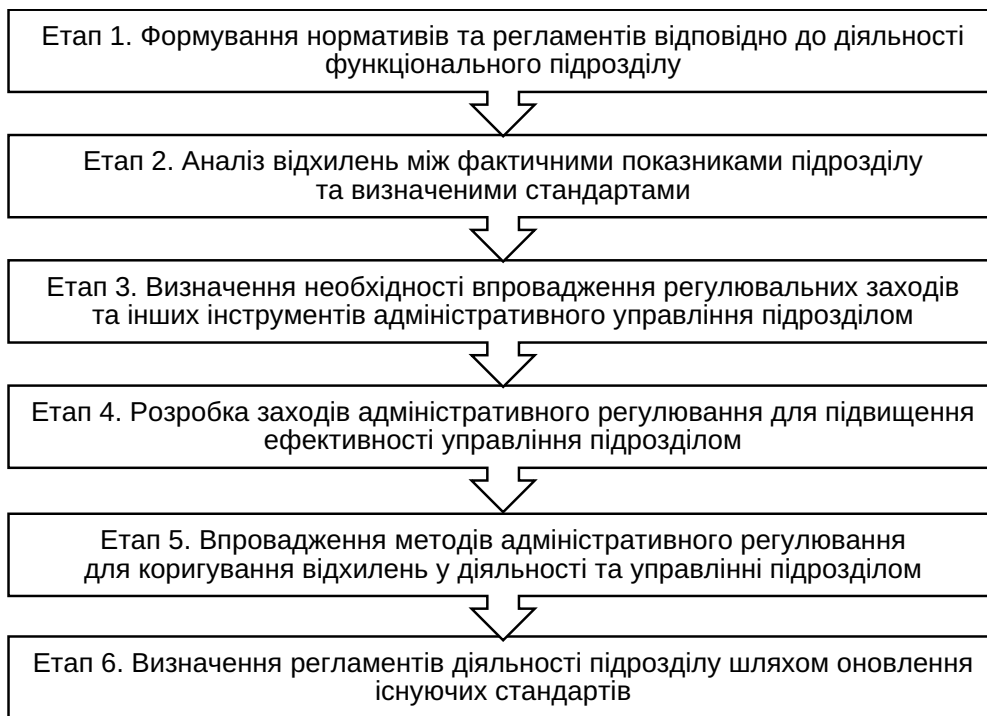 Етап 1. Формування нормативів та регламентів відповідно до діяльності
функціонального підрозділу
Етап 2. Аналіз відхилень між фактичними показниками підрозділу
та визначеними стандартами
Етап 3. Визначення необхідності впровадження регулювальних заходів
та інших інструментів адміністративного управління підрозділом
Етап 4. Розробка заходів адміністративного регулювання для підвищення
ефективності управління підрозділом
Етап 5. Впровадження методів адміністративного регулювання
для коригування відхилень у діяльності та управлінні підрозділом
Етап 6. Визначення регламентів діяльності підрозділу шляхом оновлення
існуючих стандартів